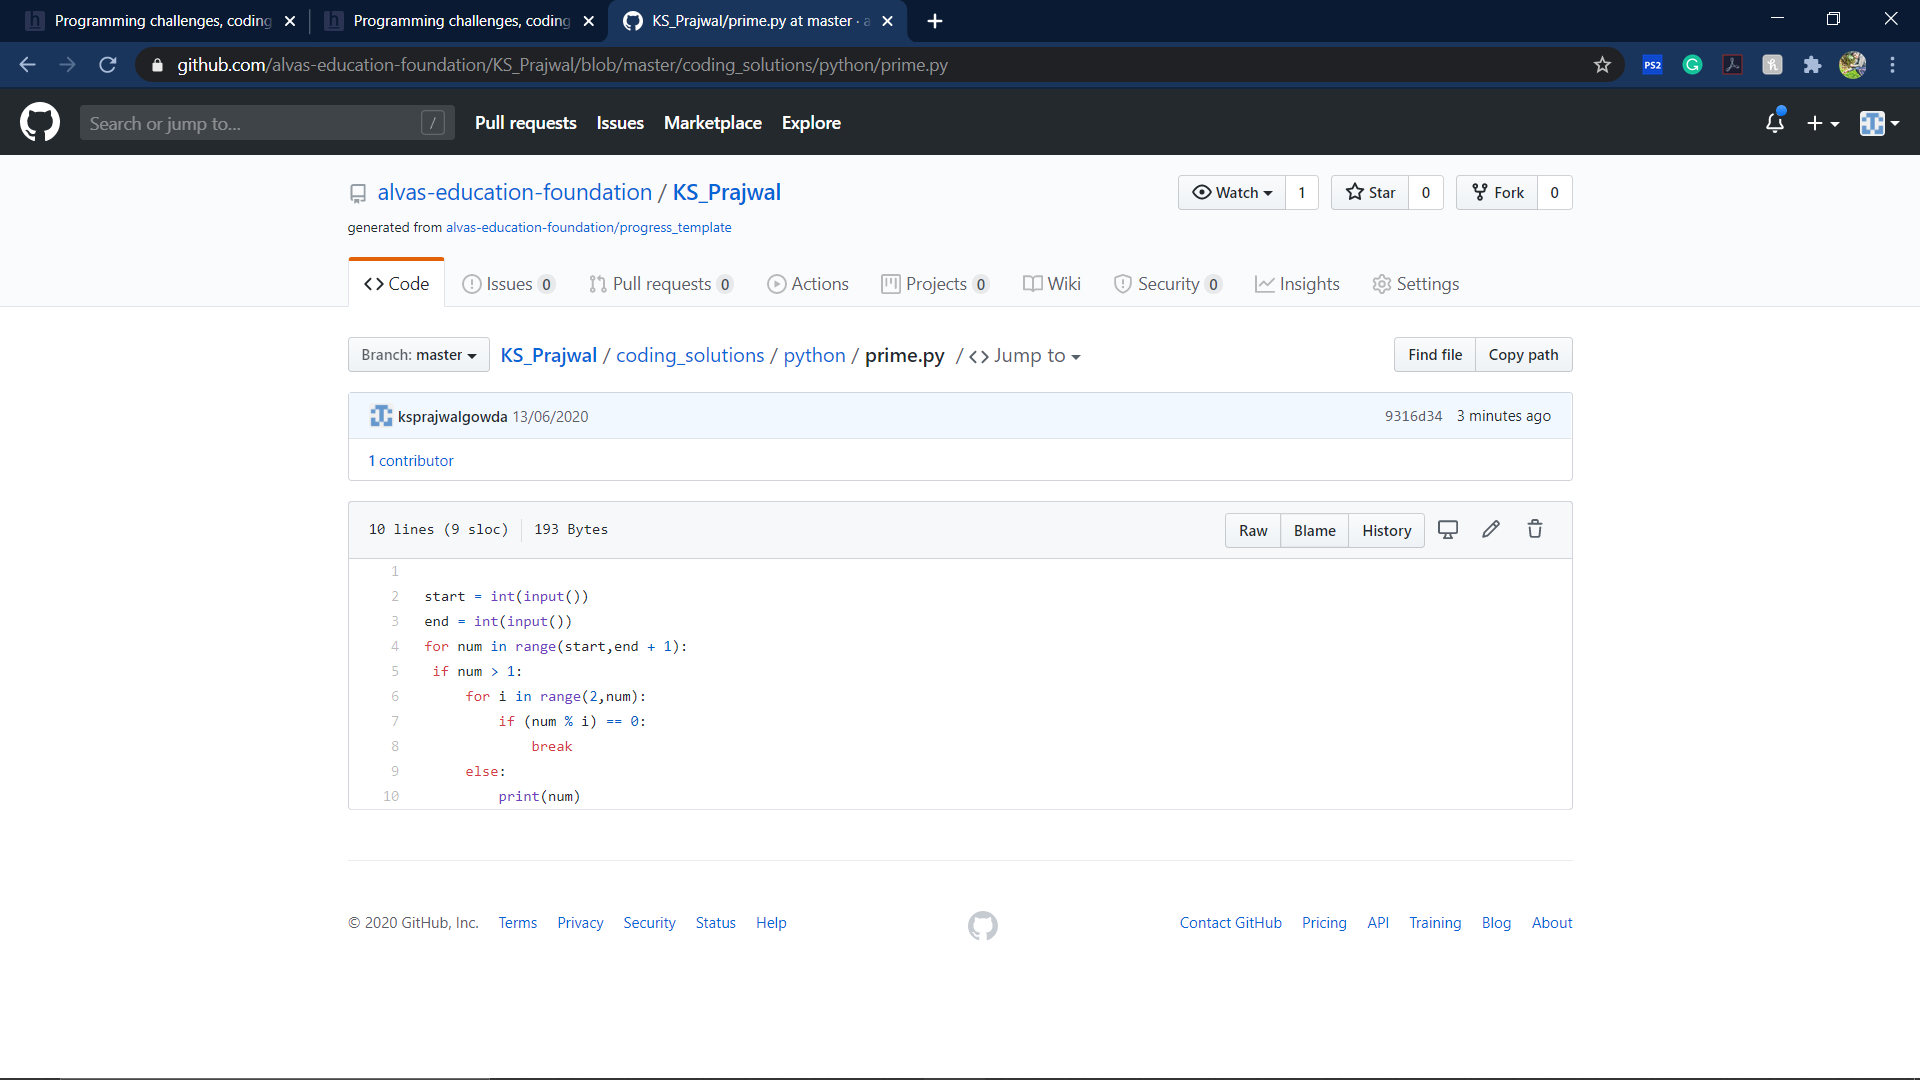 Programming challenges, coding
Programming challenges, coding
KS_Prajwal/prime.py at master · a
github.com/alvas-education-foundation/KS_Prajwal/blob/master/coding_solutions/python/prime.py
PS2
Search or jump to... /
Pull requests Issues Marketplace Explore
alvas-education-foundation / KS_Prajwal
Watch 1 Star 0 Fork 0
generated from alvas-education-foundation/progress_template
Code Issues 0 Pull requests 0 Actions Projects 0 Wiki Security 0 Insights Settings
Branch: master KS_Prajwal / coding_solutions / python / prime.py / <> Jump to
Find file Copy path
ksprajwalgowda 13/06/2020 9316d34 3 minutes ago
1 contributor
10 lines (9 sloc) 193 Bytes Raw Blame History
1
2 start = int(input())
3 end = int(input())
4 for num in range(start,end + 1):
5  if num > 1:
6      for i in range(2,num):
7          if (num % i) == 0:
8              break
9      else:
10          print(num)
© 2020 GitHub, Inc. Terms Privacy Security Status Help Contact GitHub Pricing API Training Blog About